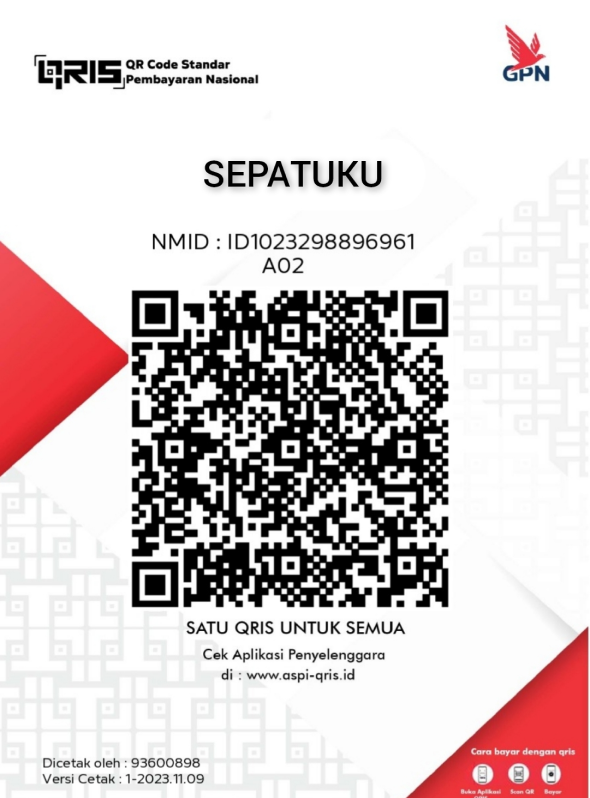 QRIS QR Code Standar
Pembayaran Nasional
GPN
SEPATUKU
NMID : ID1023298896961
A02
SATU QRIS UNTUK SEMUA
Cek Aplikasi Penyelenggara
di : www.aspi-qris.id
Dicetak oleh : 93600898
Versi Cetak : 1-2023.11.09
Cara bayar dengan qris
Buka Aplikasi Scan QR Bayar